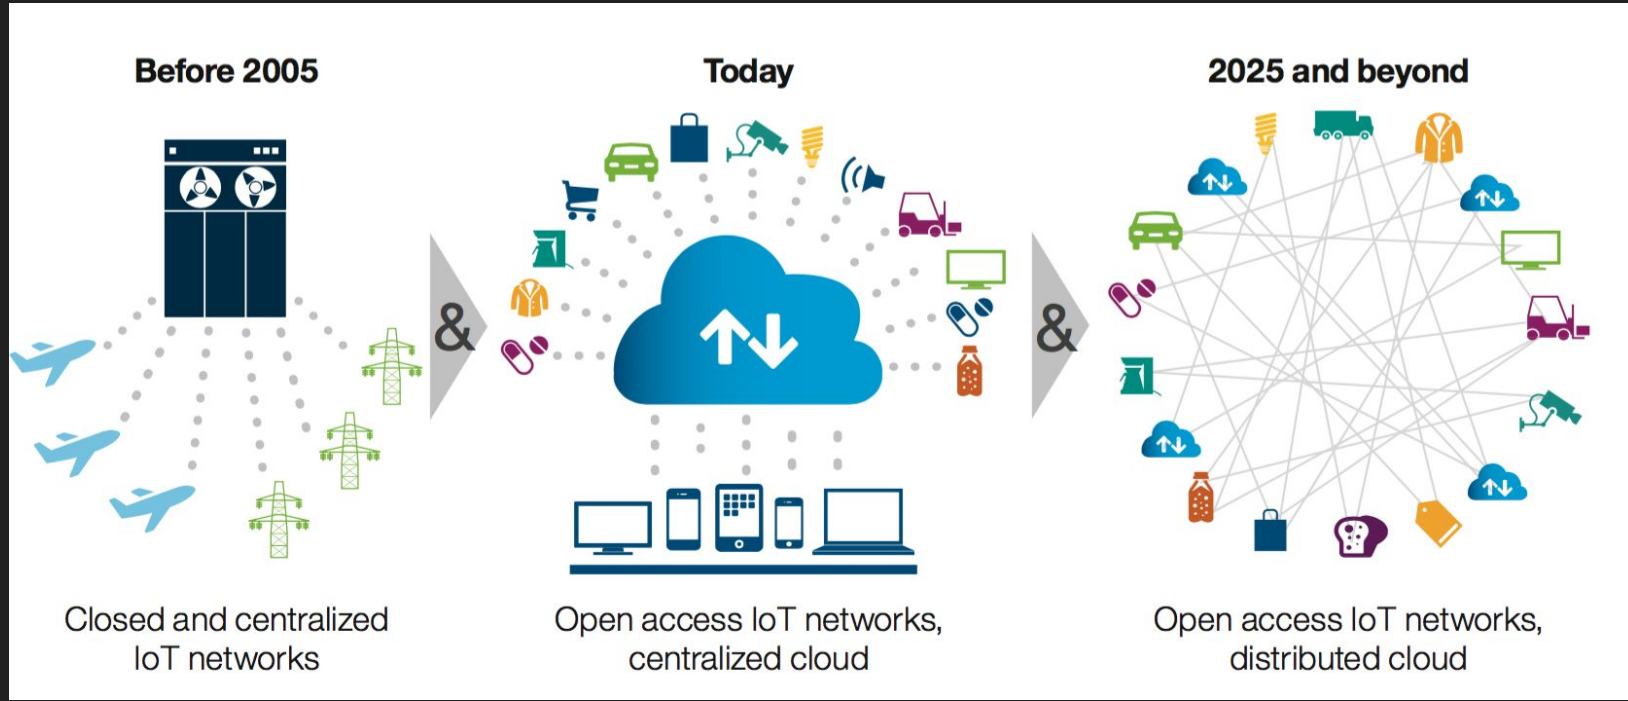 Before 2005
Today
2025 and beyond
&
&
Closed and centralized
IoT networks
Open access IoT networks,
centralized cloud
Open access IoT networks,
distributed cloud